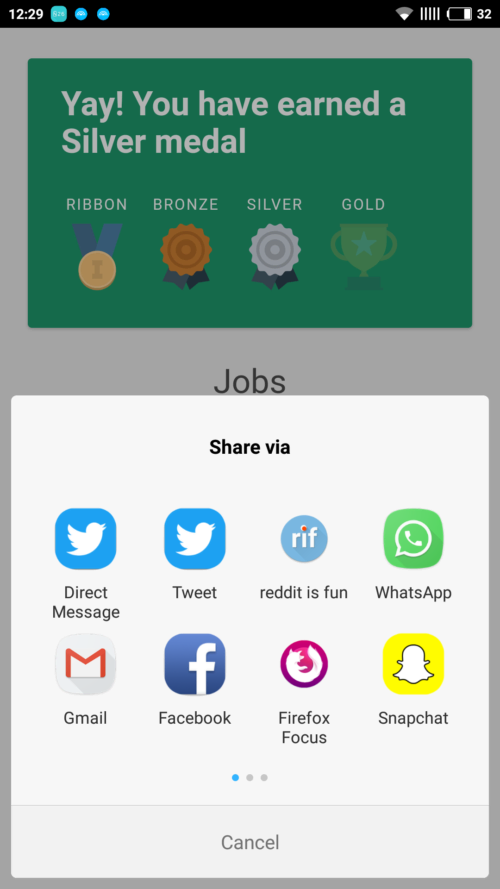 12:29
32
Yay! You have earned a
Silver medal
RIBBON BRONZE SILVER GOLD
Jobs
Share via
rif
Direct
Message
Tweet
reddit is fun
WhatsApp
Gmail
Facebook
Firefox
Focus
Snapchat
Cancel